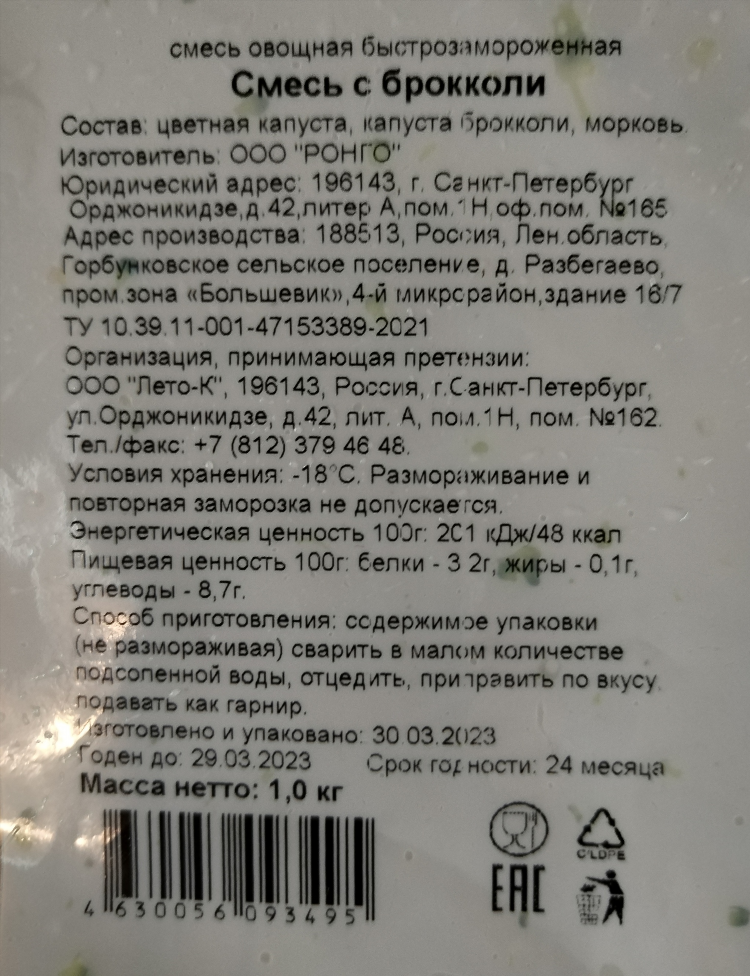 смесь овощная быстрозамороженная
Смесь с брокколи
Состав: цветная капуста, капуста брокколи, морковь.
Изготовитель: ООО "РОНГО"
Юридический адрес: 196143, г. Санкт-Петербург
Орджоникидзе,д.42,литер А,пом.1Н,оф.пом. №165
Адрес производства: 188513, Россия, Лен.область,
Горбунковское сельское поселение, д. Разбегаево,
пром.зона «Большевик»,4-й микрорайон,здание 16/7
ТУ 10.39.11-001-47153389-2021
Организация, принимающая претензии:
ООО "Лето-К", 196143, Россия, г.Санкт-Петербург,
ул.Орджоникидзе, д.42, лит. А, пом.1Н, пом. №162.
Тел./факс: +7 (812) 379 46 48.
Условия хранения: -18°С. Размораживание и
повторная заморозка не допускается.
Энергетическая ценность 100г: 201 кДж/48 ккал
Пищевая ценность 100г: белки - 3,2г, жиры - 0,1г,
углеводы - 8,7г.
Способ приготовления: содержимое упаковки
(не размораживая) сварить в малом количестве
подсоленной воды, отцедить, приправить по вкусу,
подавать как гарнир.
Изготовлено и упаковано: 30.03.2023
Годен до: 29.03.2023 Срок годности: 24 месяца
Масса нетто: 1,0 кг
C/LDPE
EAC
4 630056 093495